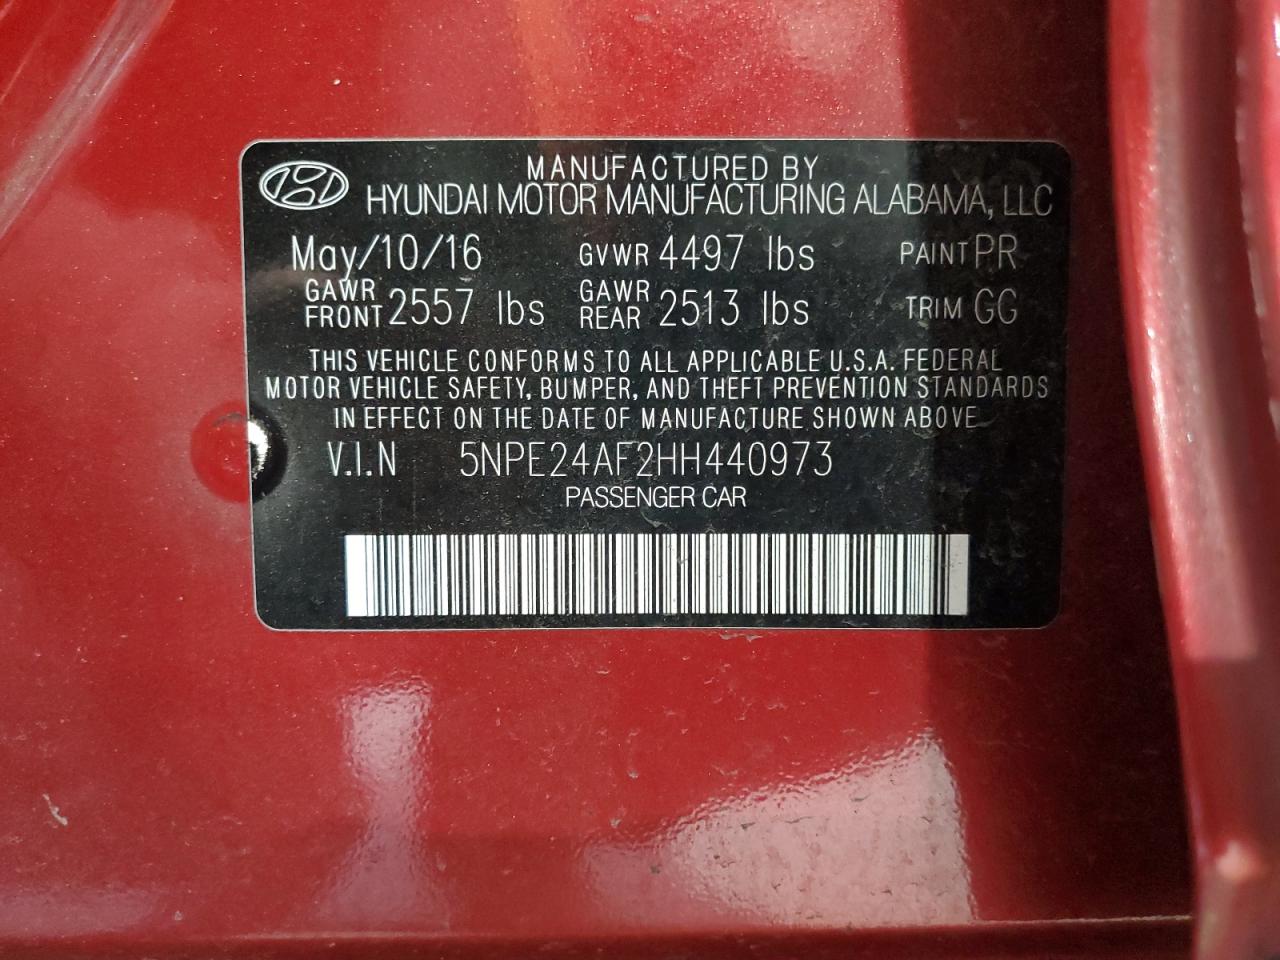 MANUFACTURED BY
HYUNDAI MOTOR MANUFACTURING ALABAMA, LLC
May/10/16 GVWR 4497 lbs PAINT PR
GAWR FRONT 2557 lbs GAWR REAR 2513 lbs TRIM GG
THIS VEHICLE CONFORMS TO ALL APPLICABLE U.S.A. FEDERAL
MOTOR VEHICLE SAFETY, BUMPER, AND THEFT PREVENTION STANDARDS
IN EFFECT ON THE DATE OF MANUFACTURE SHOWN ABOVE
V.I.N 5NPE24AF2HH440973
PASSENGER CAR